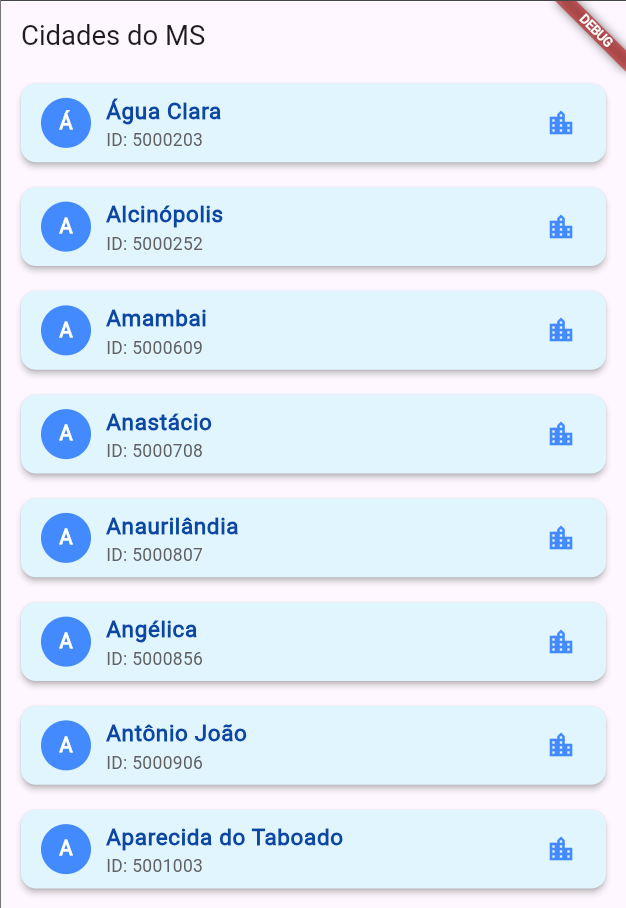 Cidades do MS
DEBUG
Á
Água Clara
ID: 5000203
A
Alcinópolis
ID: 5000252
A
Amambai
ID: 5000609
A
Anastácio
ID: 5000708
A
Anaurilândia
ID: 5000807
A
Angélica
ID: 5000856
A
Antônio João
ID: 5000906
A
Aparecida do Taboado
ID: 5001003